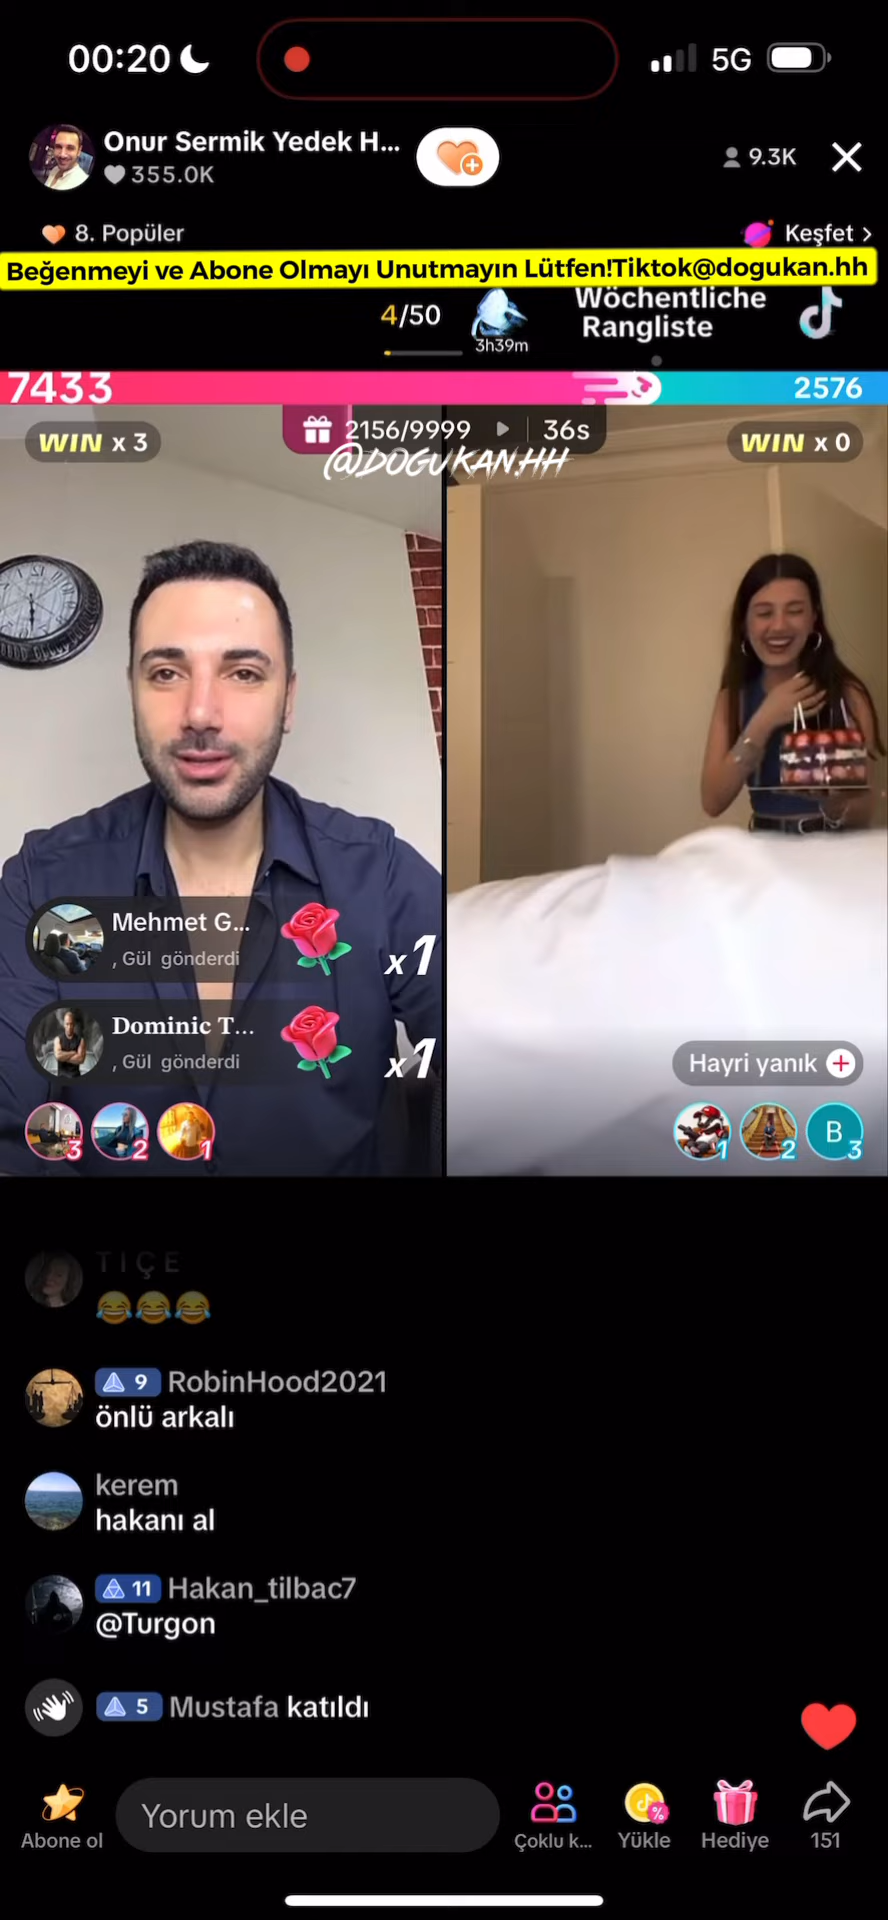 00:20
5G
Onur Sermik Yedek H...
355.0K
9.3K
8. Popüler
Keşfet >
Beğenmeyi ve Abone Olmayı Unutmayın Lütfen!Tiktok@dogukan.hh
4/50
3h39m
Wöchentliche
Rangliste
7433
2576
WIN x 3
2156/9999
36s
WIN x 0
@DOGUKAN.HH
Mehmet G...
, Gül gönderdi
x1
Dominic T...
, Gül gönderdi
x1
Hayri yanık
3
2
1
1
2
B
3
TIÇE
😂😂😂
9 RobinHood2021
önlü arkalı
kerem
hakanı al
11 Hakan_tilbac7
@Turgon
5 Mustafa katıldı
Yorum ekle
Abone ol
Çoklu k...
Yükle
Hediye
151